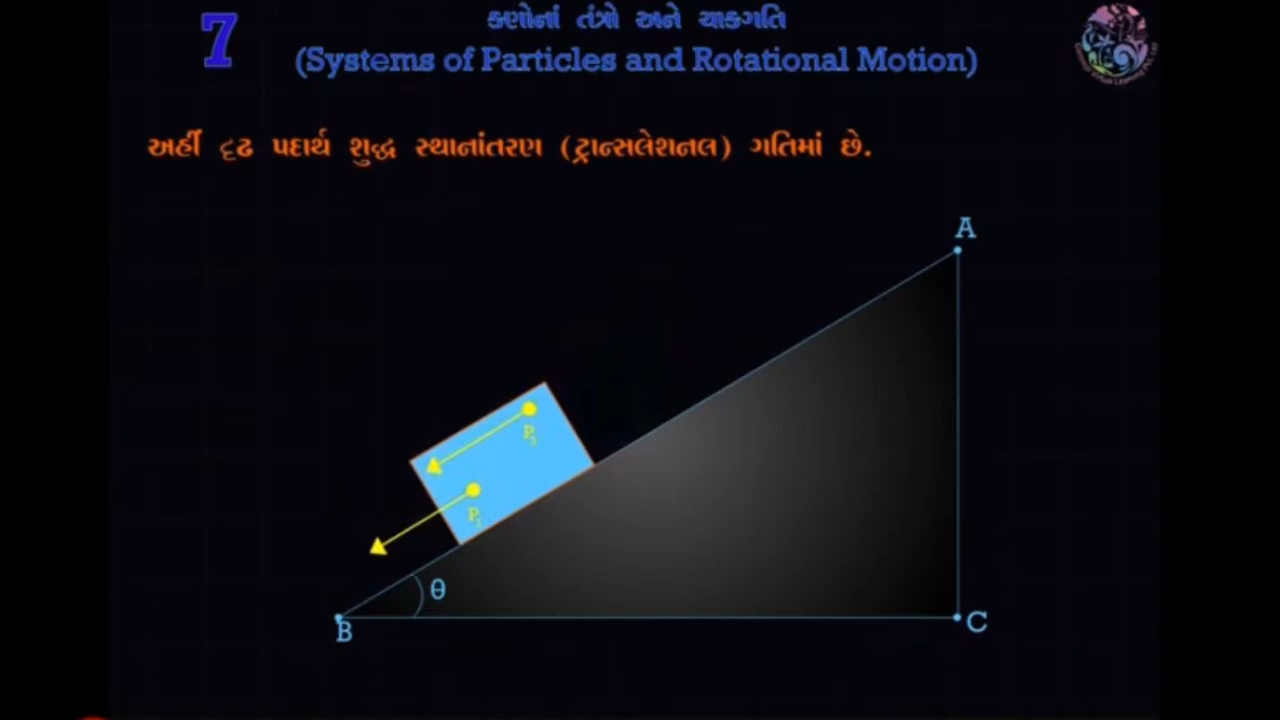 7
કણોનાં તંત્રો અને ચાકગતિ
(Systems of Particles and Rotational Motion)
અહીં દૃઢ પદાર્થ શુદ્ધ સ્થાનાંતરણ (ટ્રાન્સલેશનલ) ગતિમાં છે.
A
P
P
θ
B
C